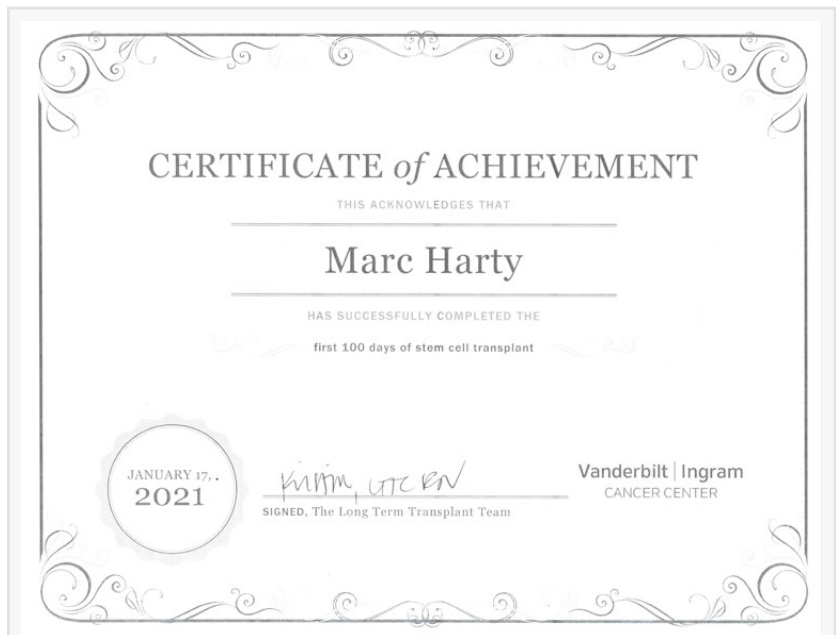 CERTIFICATE of ACHIEVEMENT
THIS ACKNOWLEDGES THAT
Marc Harty
HAS SUCCESSFULLY COMPLETED THE
first 100 days of stem cell transplant
JANUARY 17, .
2021
RN
SIGNED, The Long Term Transplant Team
Vanderbilt | Ingram
CANCER CENTER